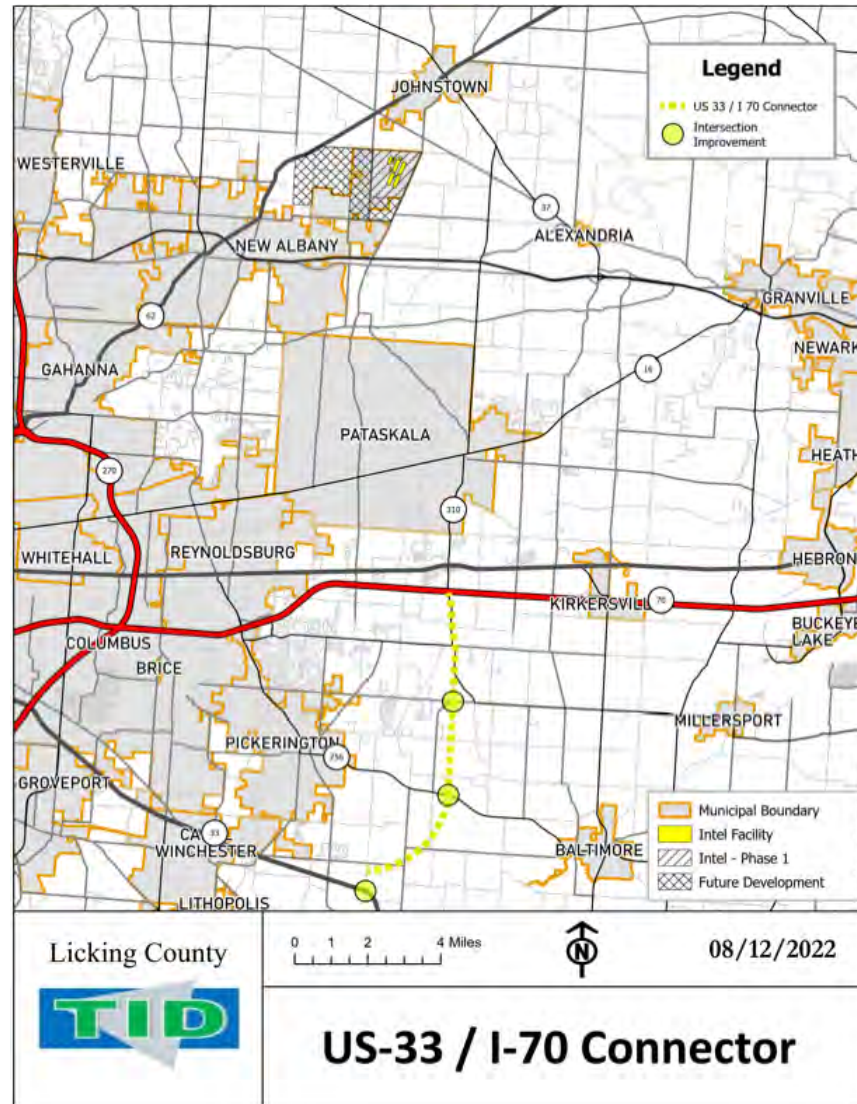 JOHNSTOWN
Legend
US 33 / I 70 Connector
Intersection
Improvement
WESTERVILLE
37
ALEXANDRIA
NEW ALBANY
GRANVILLE
62
NEWARK
GAHANNA
16
PATASKALA
HEATH
270
310
WHITEHALL
REYNOLDSBURG
HEBRON
KIRKERSVILL
70
COLUMBUS
BUCKEYE
LAKE
BRICE
MILLERSPORT
PICKERINGTON
256
GROVEPORT
33
CA
WINCHESTER
BALTIMORE
LITHOPOLIS
Municipal Boundary
Intel Facility
Intel - Phase 1
Future Development
Licking County
TID
0 1 2 4 Miles
N
08/12/2022
US-33 / I-70 Connector